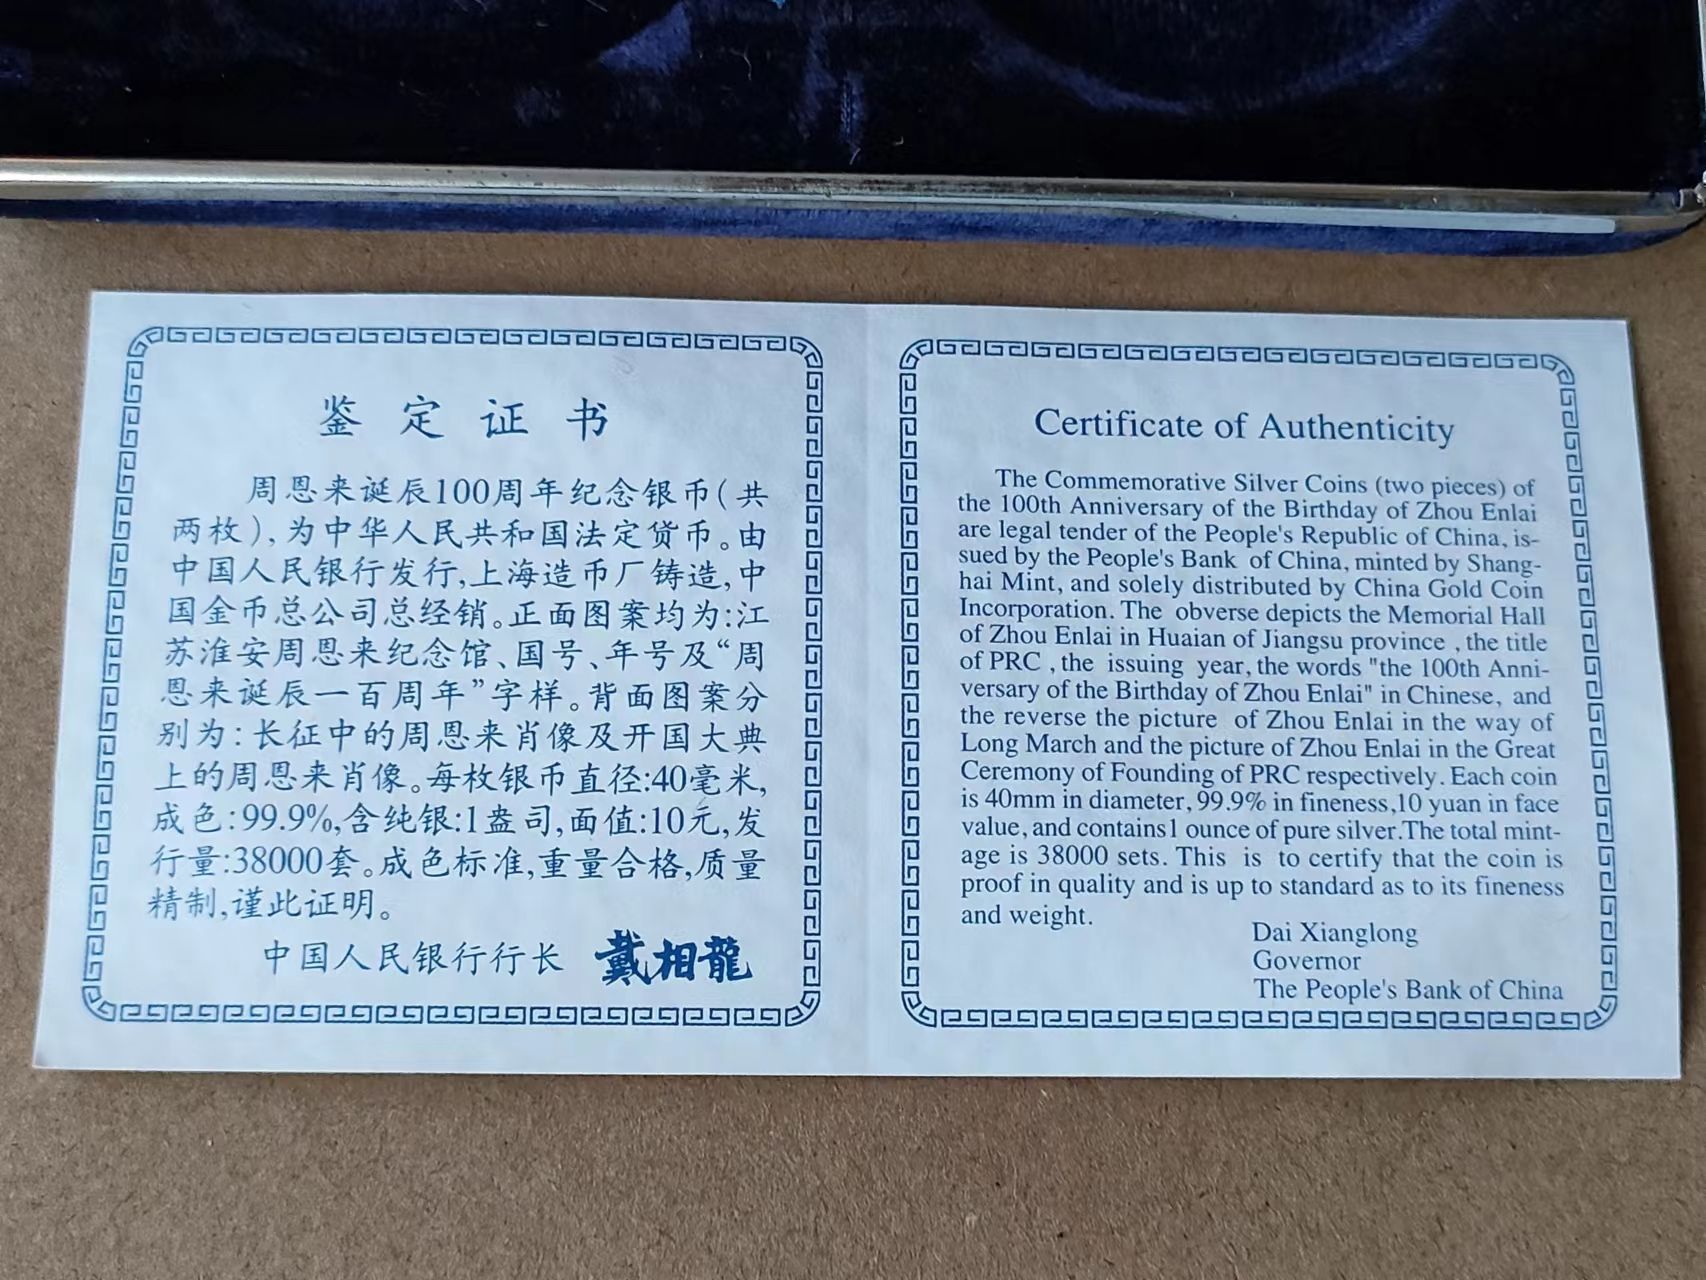 鉴定证书
周恩来诞辰100周年纪念银币(共
两枚),为中华人民共和国法定货币。由
中国人民银行发行,上海造币厂铸造,中
国金币总公司总经销。正面图案均为:江
苏淮安周恩来纪念馆、国号、年号及“周
恩来诞辰一百周年”字样。背面图案分
别为:长征中的周恩来肖像及开国大典
上的周恩来肖像。每枚银币直径:40毫米,
成色:99.9%,含纯银:1盎司,面值:10元,发
行量:38000套。成色标准,重量合格,质量
精制,谨此证明。
中国人民银行行长 戴相龍
Certificate of Authenticity
The Commemorative Silver Coins (two pieces) of
the 100th Anniversary of the Birthday of Zhou Enlai
are legal tender of the People's Republic of China, is-
sued by the People's Bank of China, minted by Shang-
hai Mint, and solely distributed by China Gold Coin
Incorporation. The obverse depicts the Memorial Hall
of Zhou Enlai in Huaian of Jiangsu province , the title
of PRC , the issuing year, the words "the 100th Anni-
versary of the Birthday of Zhou Enlai" in Chinese, and
the reverse the picture of Zhou Enlai in the way of
Long March and the picture of Zhou Enlai in the Great
Ceremony of Founding of PRC respectively. Each coin
is 40mm in diameter, 99.9% in fineness,10 yuan in face
value, and contains1 ounce of pure silver.The total mint-
age is 38000 sets. This is to certify that the coin is
proof in quality and is up to standard as to its fineness
and weight.
Dai Xianglong
Governor
The People's Bank of China